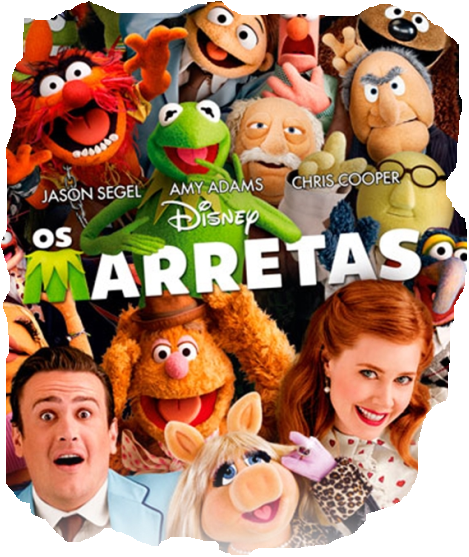 JASON SEGEL AMY ADAMS CHRIS COOPER
DISNEY
OS
MARRETAS